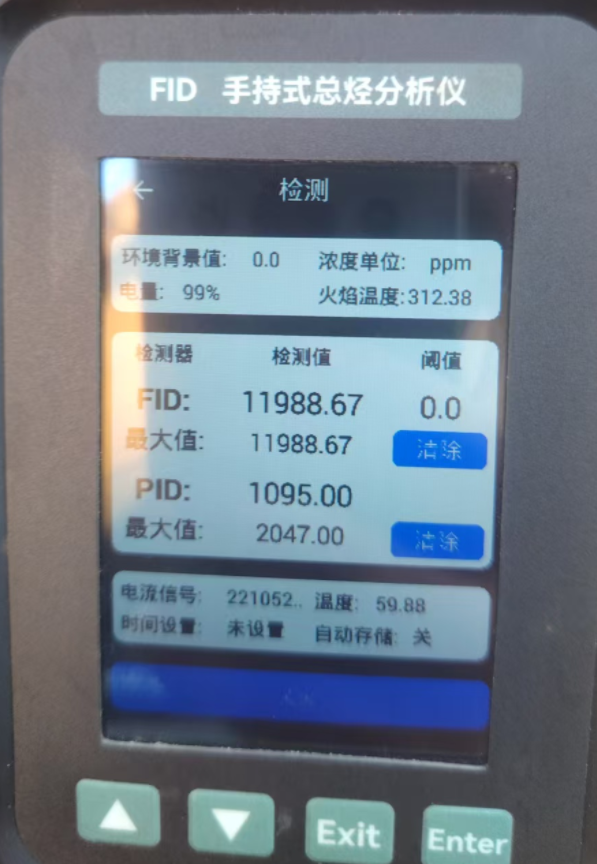 FID 手持式总烃分析仪
← 检测
环境背景值: 0.0 浓度单位: ppm
电量: 99% 火焰温度:312.38
检测器 检测值 阈值
FID: 11988.67 0.0
最大值: 11988.67 清除
PID: 1095.00
最大值: 2047.00 清除
电流信号: 221052.. 温度: 59.88
时间设置: 未设置 自动存储: 关
▲ ▼ Exit Enter